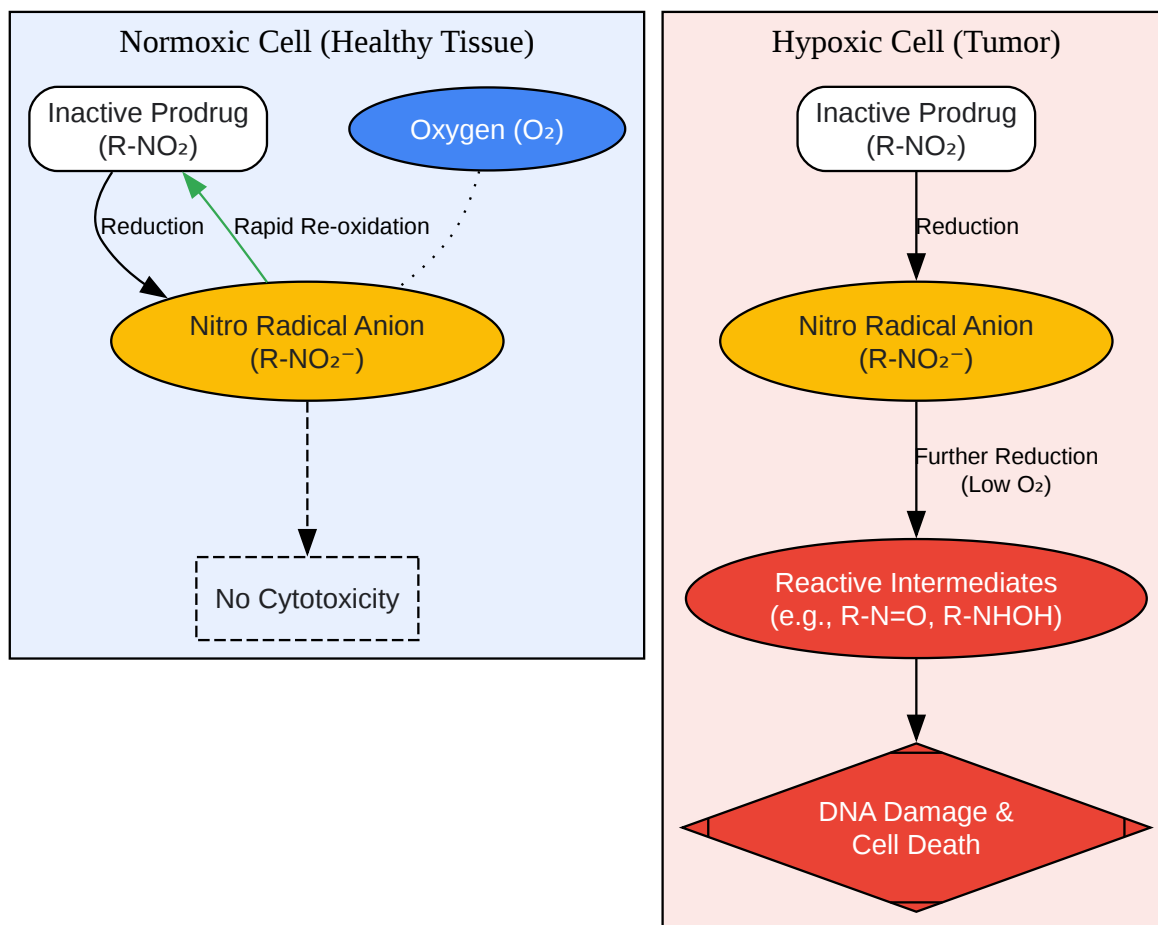 Normoxic Cell (Healthy Tissue)
Inactive Prodrug
(R-NO₂)
Oxygen (O₂)
Reduction
Rapid Re-oxidation
Nitro Radical Anion
(R-NO₂⁻)
No Cytotoxicity
Hypoxic Cell (Tumor)
Inactive Prodrug
(R-NO₂)
Reduction
Nitro Radical Anion
(R-NO₂⁻)
Further Reduction
(Low O₂)
Reactive Intermediates
(e.g., R-N=O, R-NHOH)
DNA Damage &
Cell Death